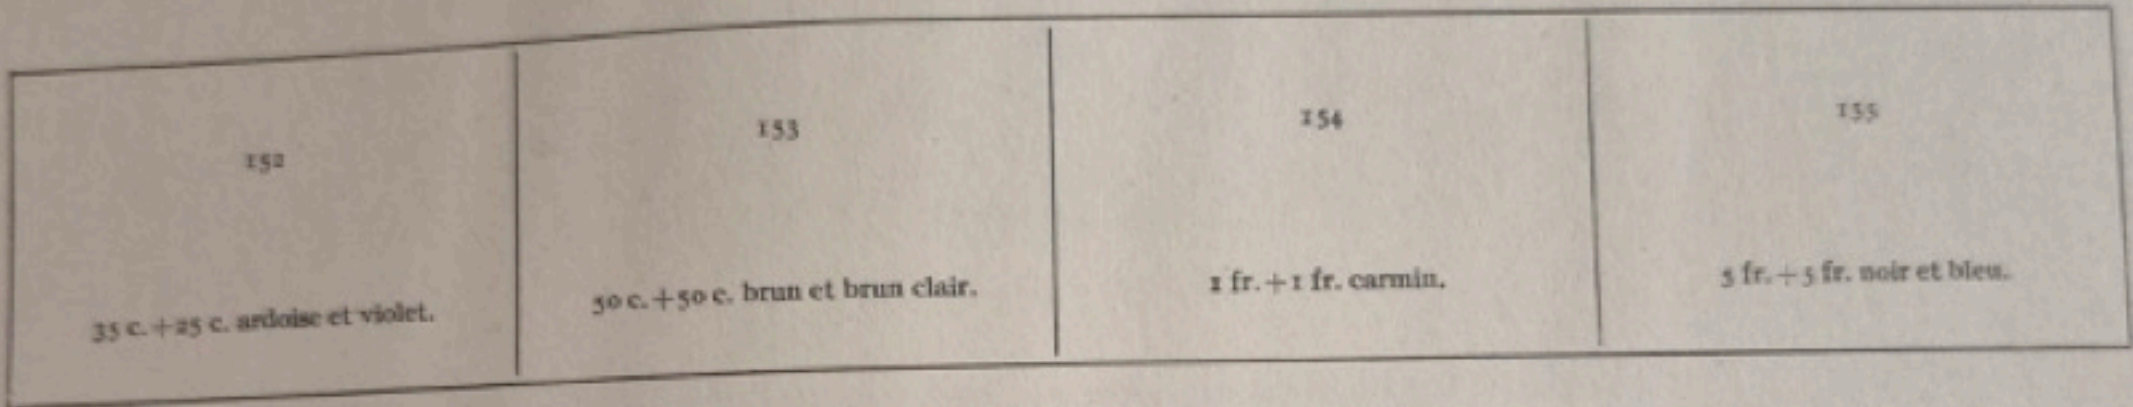 152
153
154
155
35 c.+25 c. ardoise et violet.
50 c.+50 c. brun et brun clair.
1 fr.+1 fr. carmin.
5 fr.+5 fr. noir et bleu.